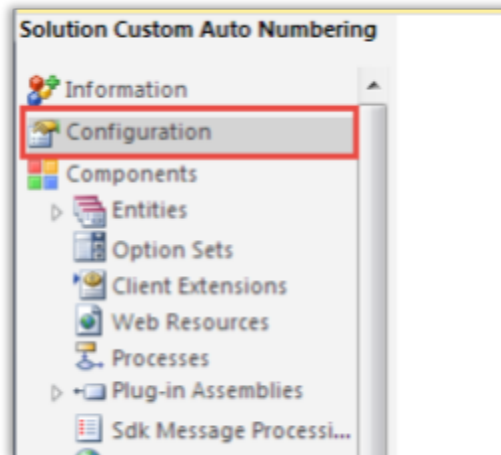 Solution Custom Auto Numbering
Information
Configuration
Components
Entities
Option Sets
Client Extensions
Web Resources
Processes
Plug-in Assemblies
Sdk Message Processi...